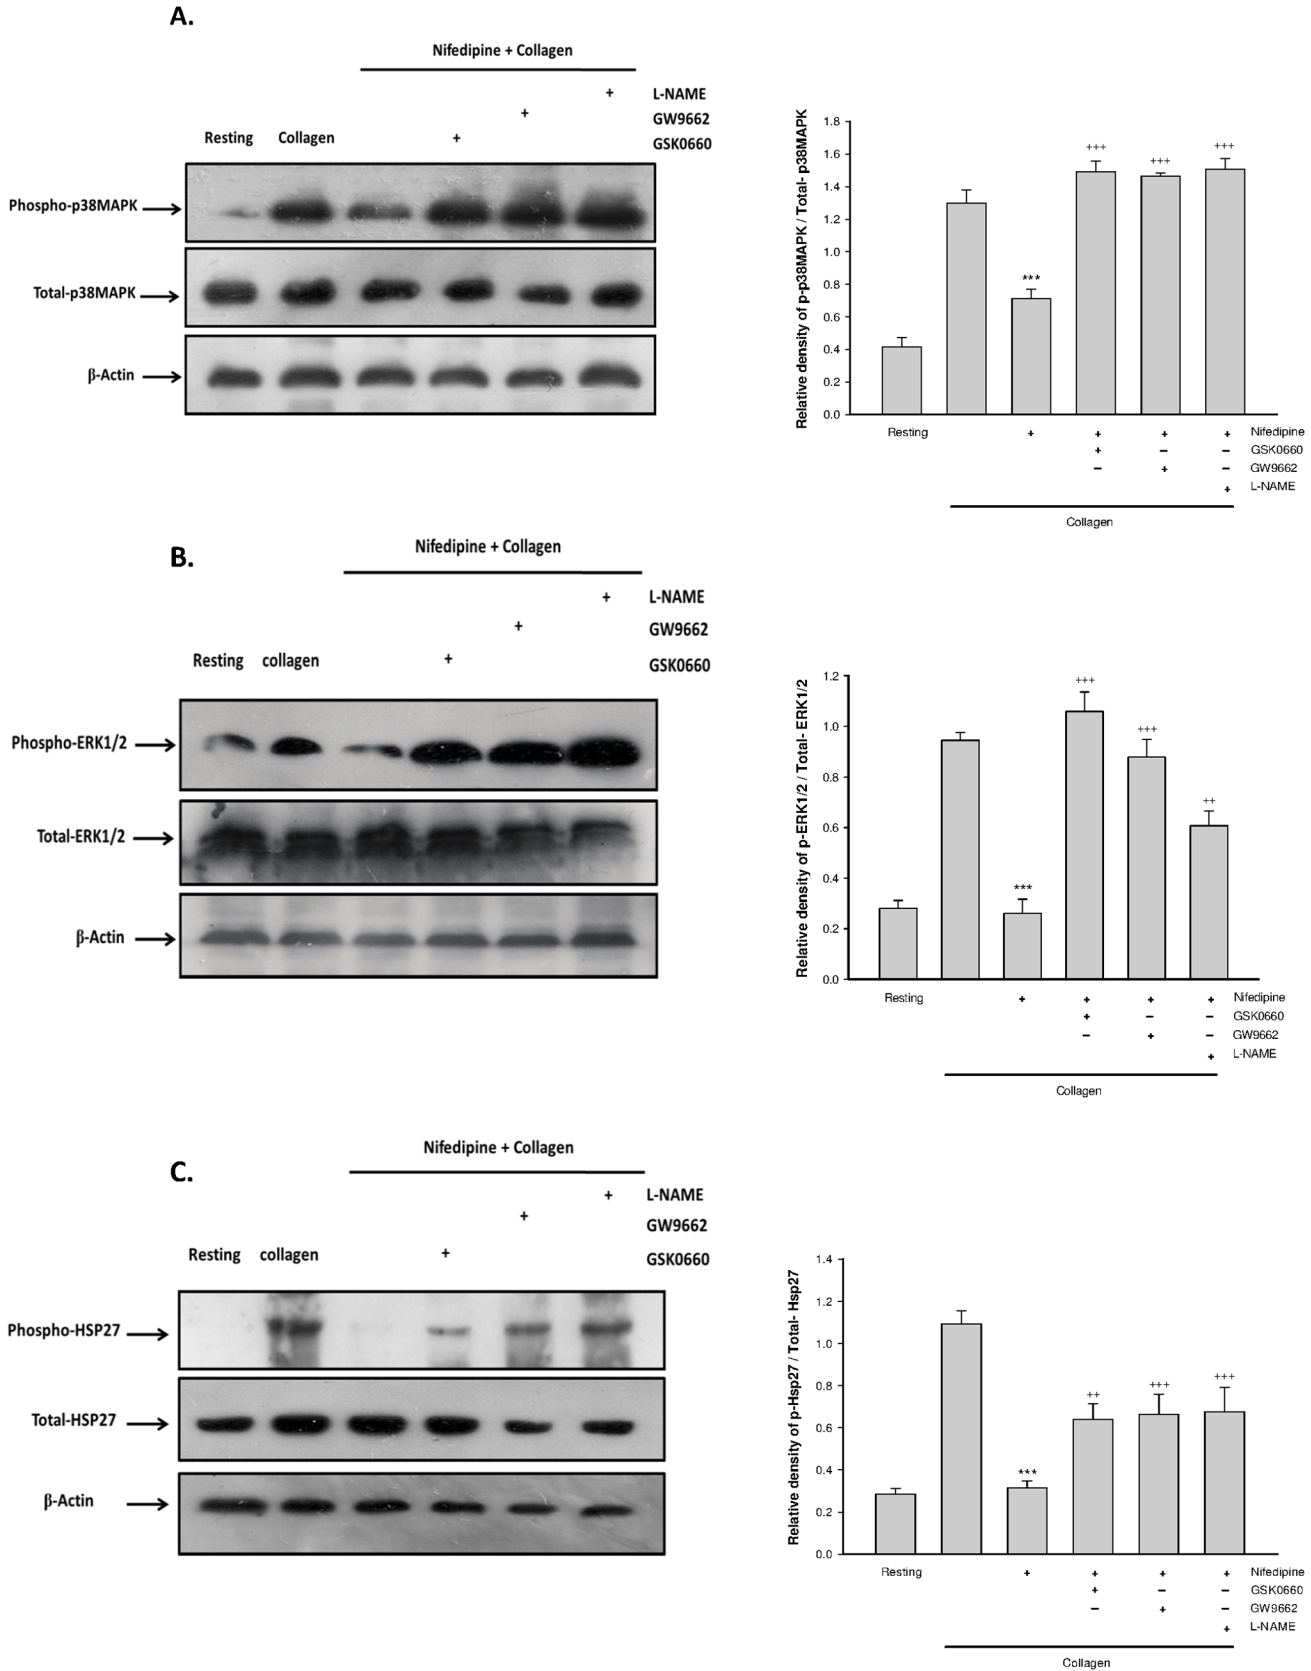 A.
Nifedipine + Collagen
+ L-NAME
+ GW9662
Resting Collagen + GSK0660
Phospho-p38MAPK
Total-p38MAPK
β-Actin
Relative density of p-p38MAPK / Total- p38MAPK
1.8
1.6
1.4
1.2
1.0
0.8
0.6
0.4
0.2
0.0
*** +++ +++ +++
Resting + + + + Nifedipine
+ – – GSK0660
– + – GW9662
+ L-NAME
Collagen
B.
Nifedipine + Collagen
+ L-NAME
+ GW9662
Resting collagen + GSK0660
Phospho-ERK1/2
Total-ERK1/2
β-Actin
Relative density of p-ERK1/2 / Total- ERK1/2
1.2
1.0
0.8
0.6
0.4
0.2
0.0
*** +++ +++ ++
Resting + + + + Nifedipine
+ – – GSK0660
– + – GW9662
+ L-NAME
Collagen
C.
Nifedipine + Collagen
+ L-NAME
+ GW9662
Resting collagen + GSK0660
Phospho-HSP27
Total-HSP27
β-Actin
Relative density of p-Hsp27 / Total- Hsp27
1.4
1.2
1.0
0.8
0.6
0.4
0.2
0.0
*** ++ +++ +++
Resting + + + + Nifedipine
+ – – GSK0660
– + – GW9662
+ L-NAME
Collagen